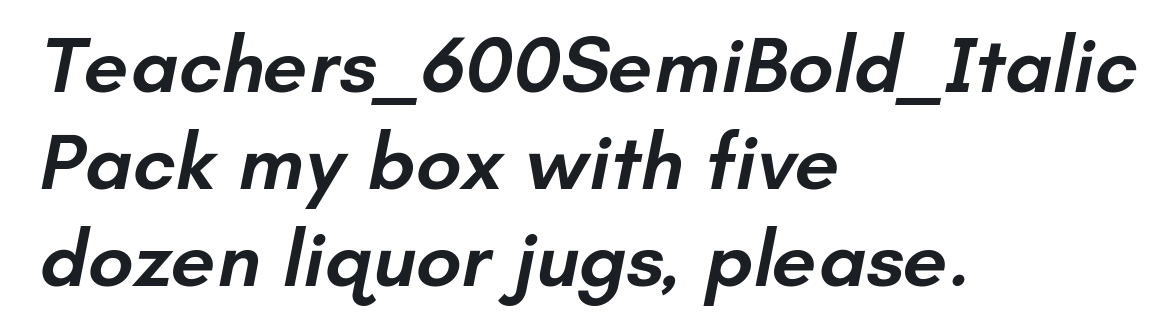 Teachers_600SemiBold_Italic
Pack my box with five
dozen liquor jugs, please.